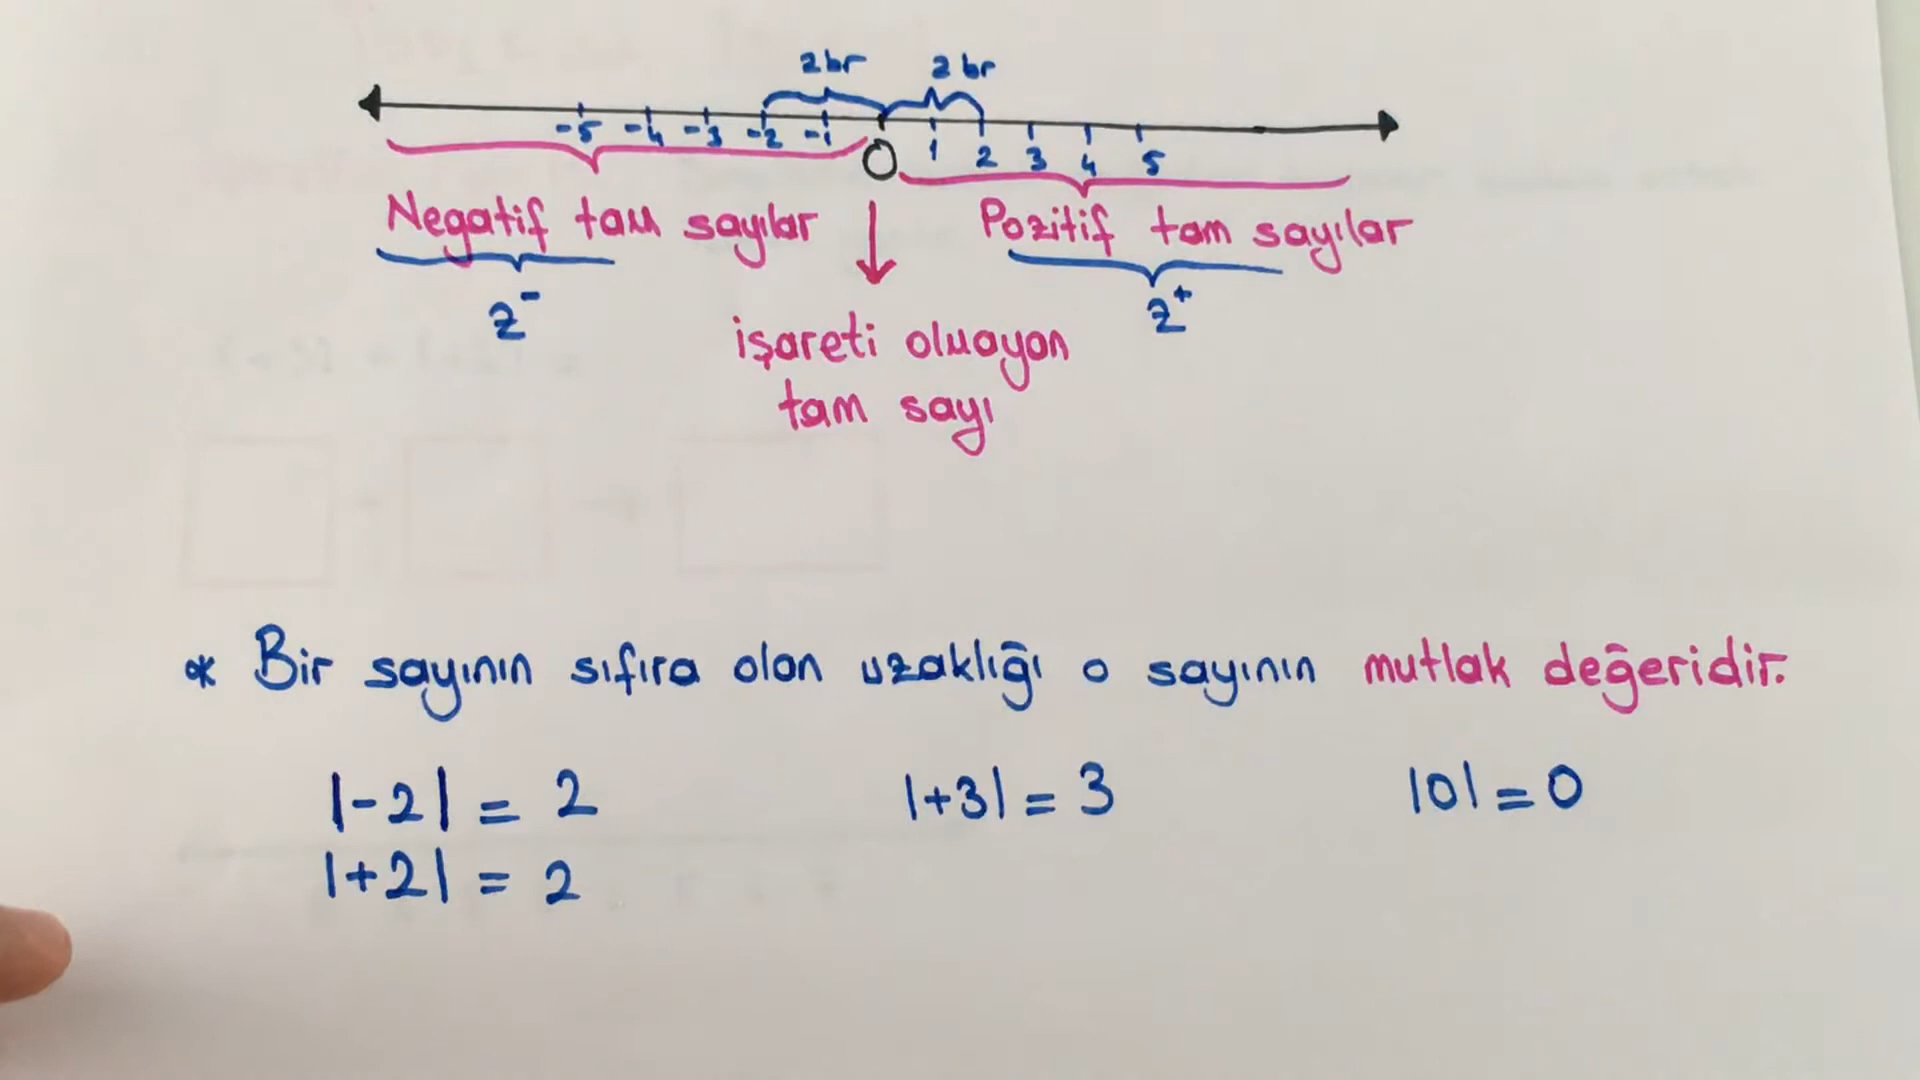 2br 2br
-5 -4 -3 -2 -1 0 1 2 3 4 5
Negatif tam sayılar Pozitif tam sayılar
Z⁻ Z⁺
işareti olmayan
tam sayı
* Bir sayının sıfıra olan uzaklığı o sayının mutlak değeridir.
|-2| = 2 |+3| = 3 |0| = 0
|+2| = 2